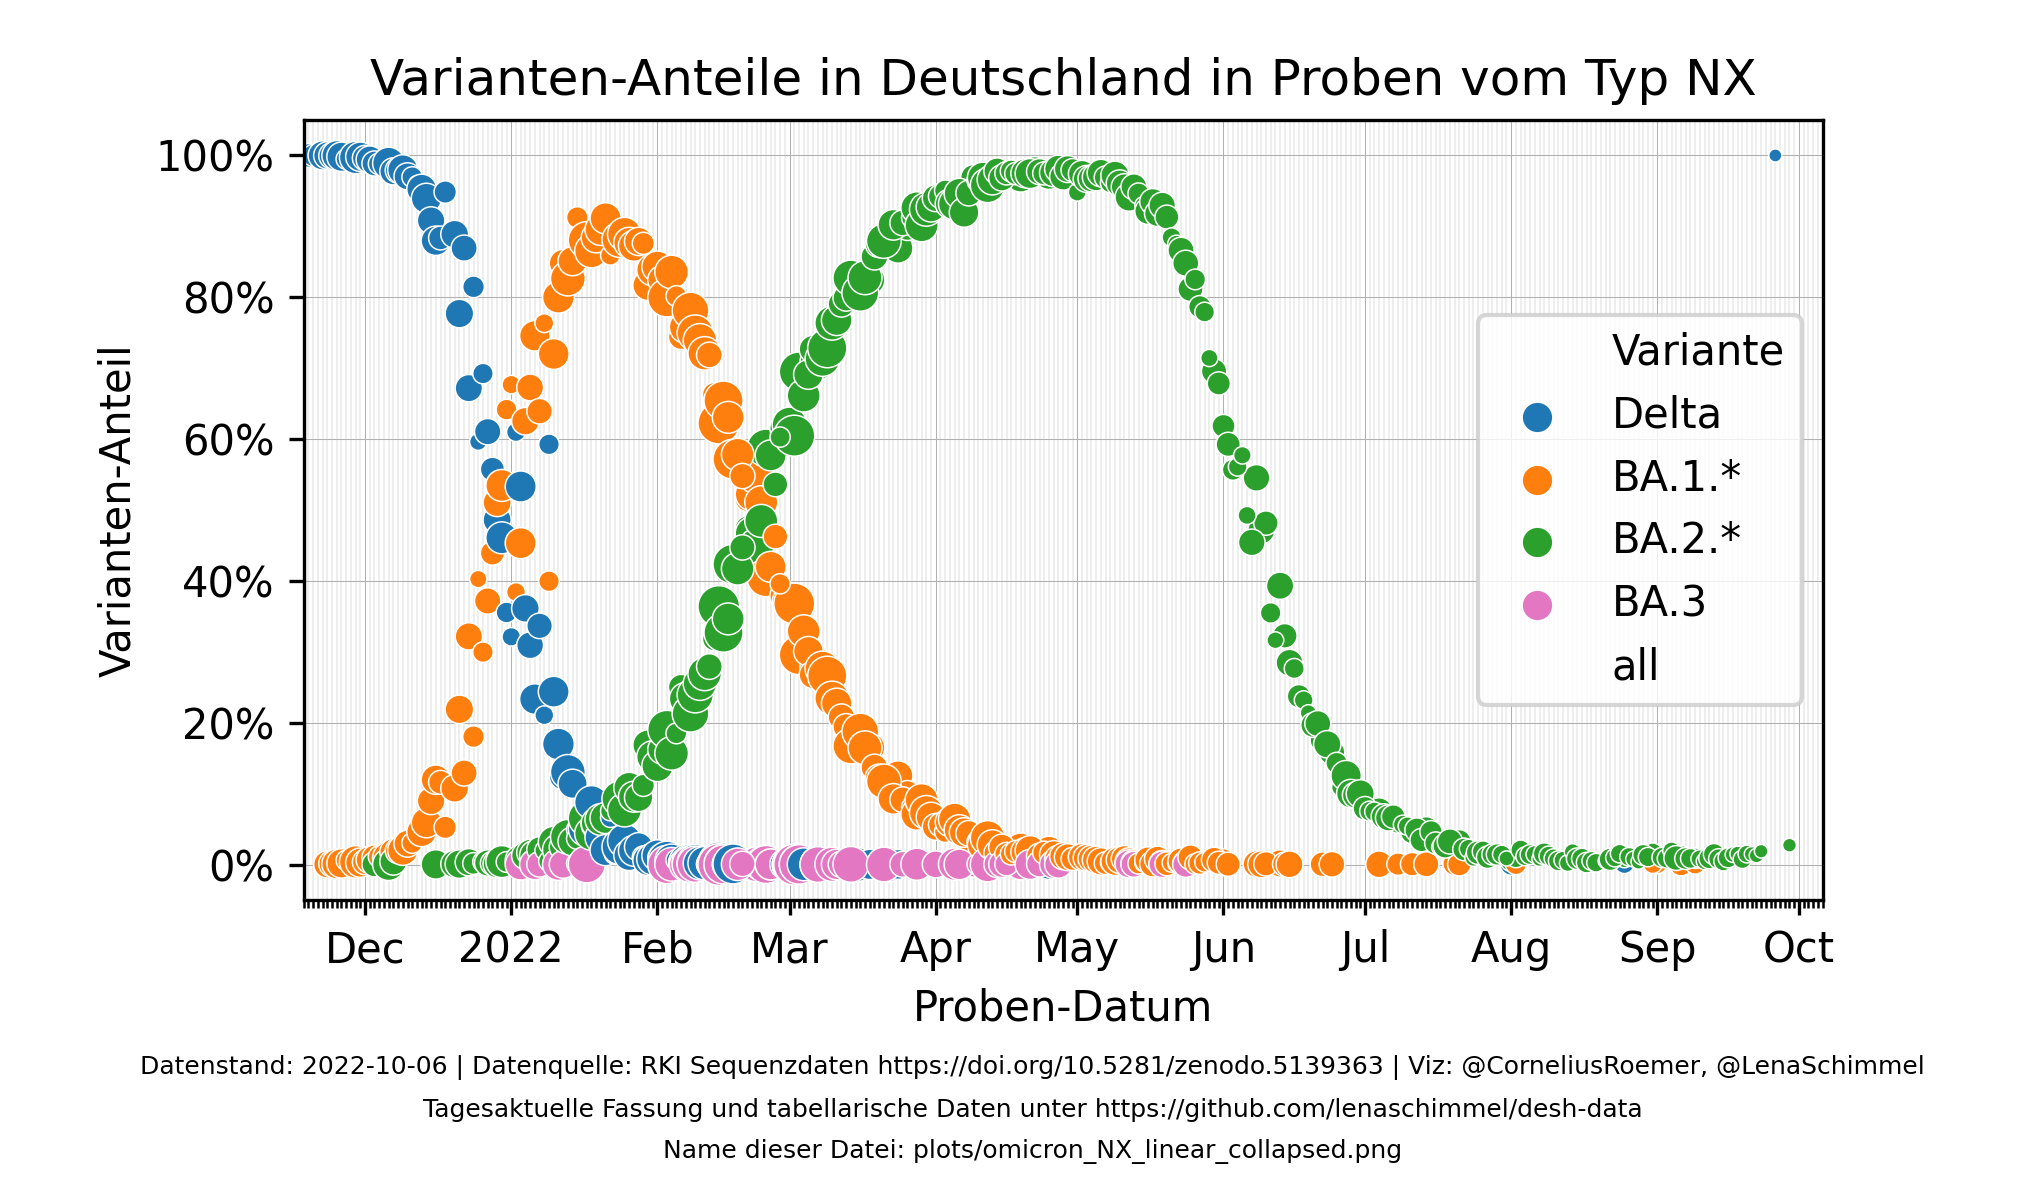 Varianten-Anteile in Deutschland in Proben vom Typ NX
Varianten-Anteil
100%
80%
60%
40%
20%
0%
Variante
Delta
BA.1.*
BA.2.*
BA.3
all
Dec 2022 Feb Mar Apr May Jun Jul Aug Sep Oct
Proben-Datum
Datenstand: 2022-10-06 | Datenquelle: RKI Sequenzdaten https://doi.org/10.5281/zenodo.5139363 | Viz: @CorneliusRoemer, @LenaSchimmel
Tagesaktuelle Fassung und tabellarische Daten unter https://github.com/lenaschimmel/desh-data
Name dieser Datei: plots/omicron_NX_linear_collapsed.png